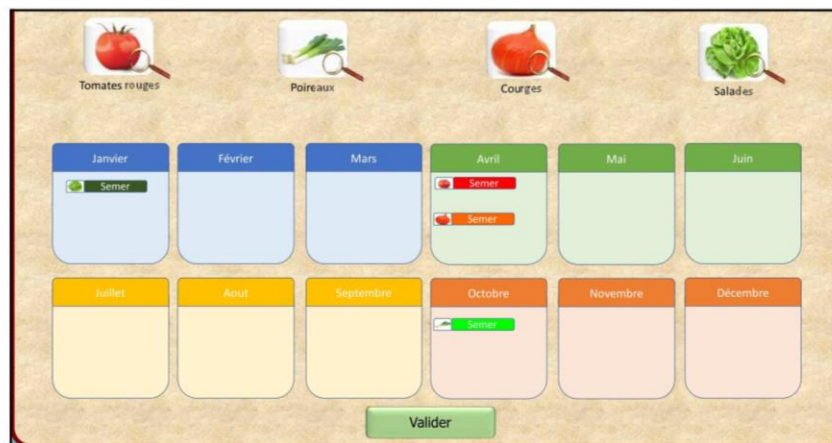 Tomates rouges
Poireaux
Courges
Salades
Janvier
Février
Mars
Avril
Mai
Juin
Semer
Semer
Semer
Juillet
Aout
Septembre
Octobre
Novembre
Décembre
Semer
Valider